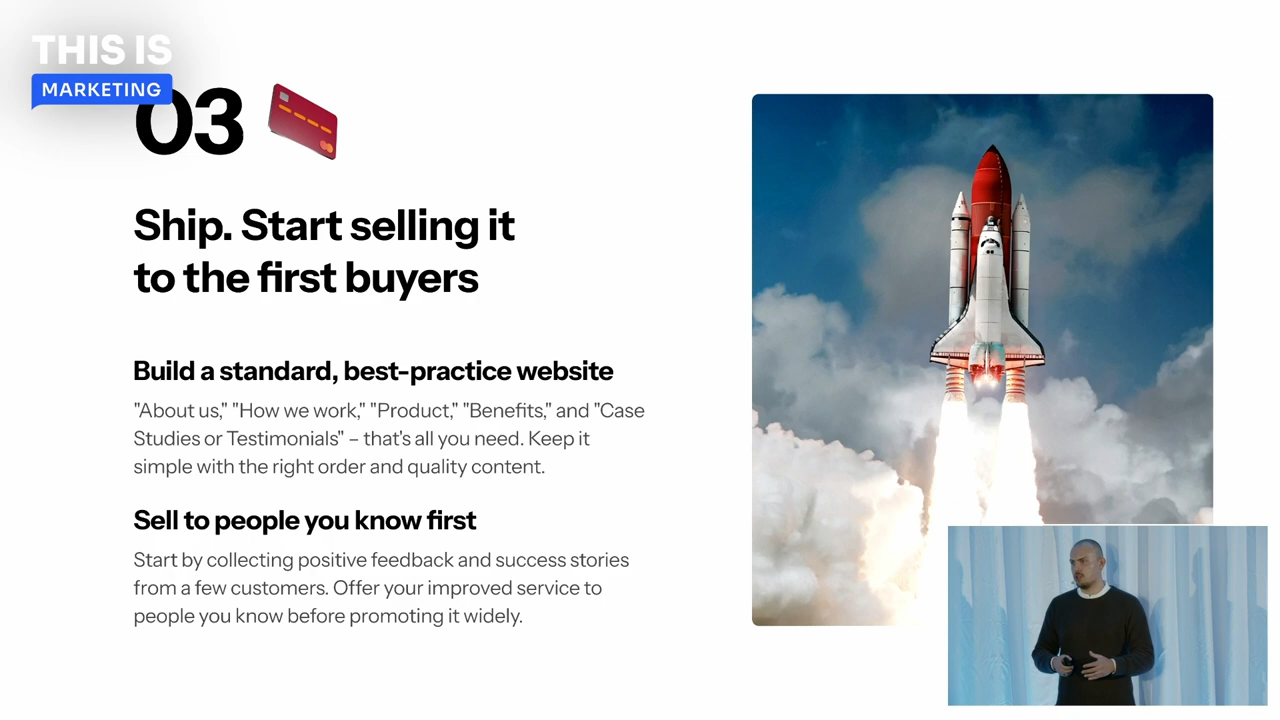 THIS IS
MARKETING
03
Ship. Start selling it
to the first buyers
Build a standard, best-practice website
"About us," "How we work," "Product," "Benefits," and "Case
Studies or Testimonials" – that's all you need. Keep it
simple with the right order and quality content.
Sell to people you know first
Start by collecting positive feedback and success stories
from a few customers. Offer your improved service to
people you know before promoting it widely.